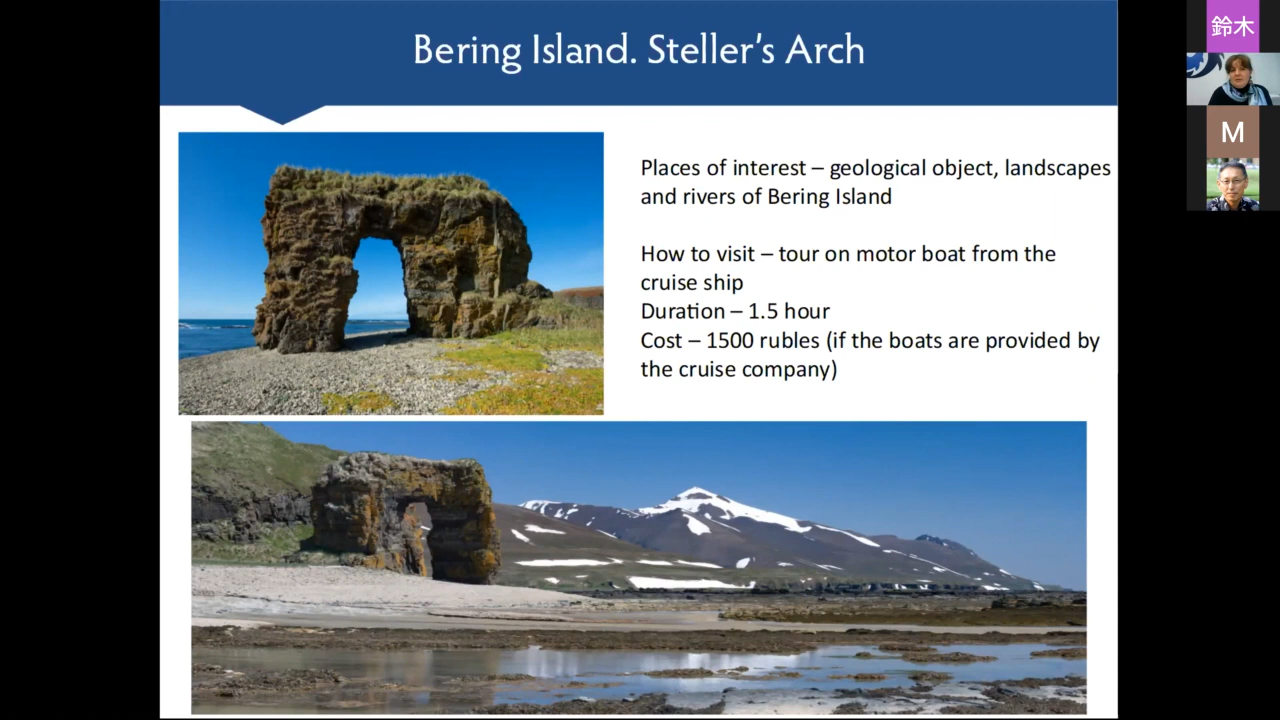 Bering Island. Steller's Arch
Places of interest – geological object, landscapes
and rivers of Bering Island
How to visit – tour on motor boat from the
cruise ship
Duration – 1.5 hour
Cost – 1500 rubles (if the boats are provided by
the cruise company)
鈴木
M